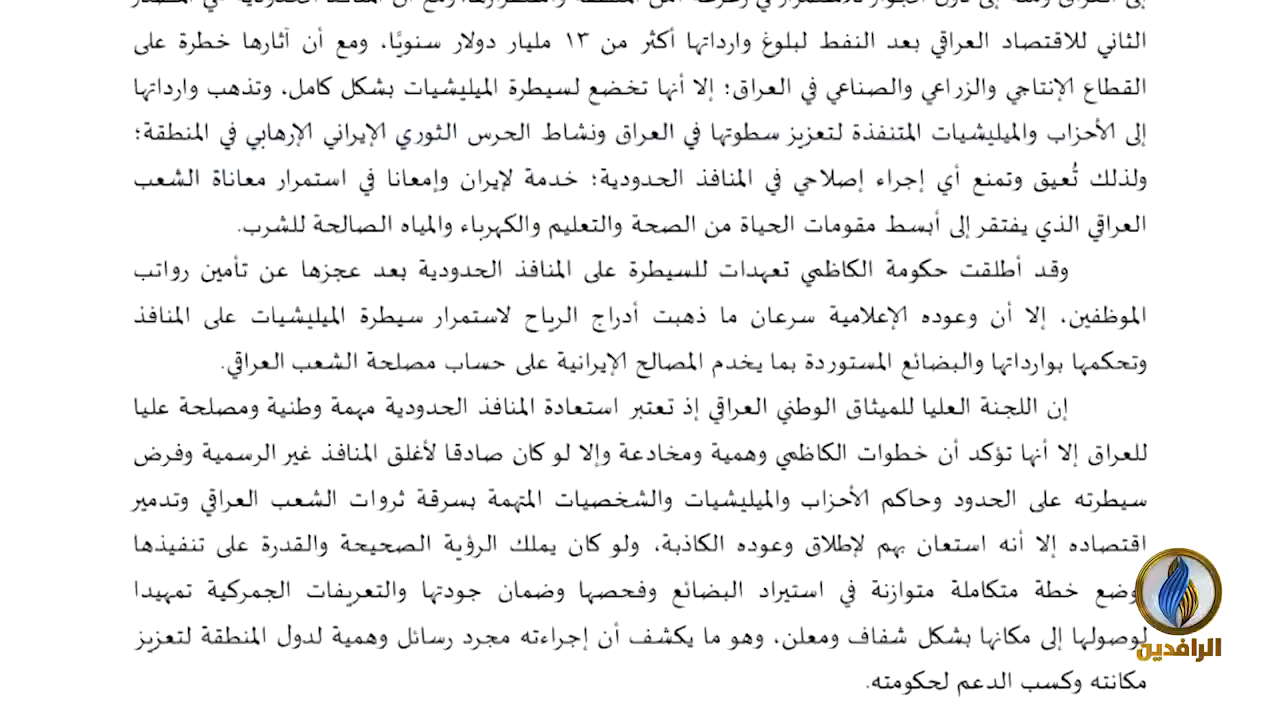 الثاني للاقتصاد العراقي بعد النفط لبلوغ وارداتها أكثر من ١٣ مليار دولار سنويًا، ومع أن آثارها خطرة على
القطاع الإنتاجي والزراعي والصناعي في العراق؛ إلا أنها تخضع لسيطرة الميليشيات بشكل كامل، وتذهب وارداتها
إلى الأحزاب والميليشيات المتنفذة لتعزيز سطوتها في العراق ونشاط الحرس الثوري الإيراني الإرهابي في المنطقة؛
ولذلك تُعيق وتمنع أي إجراء إصلاحي في المنافذ الحدودية؛ خدمة لإيران وإمعانا في استمرار معاناة الشعب
العراقي الذي يفتقر إلى أبسط مقومات الحياة من الصحة والتعليم والكهرباء والمياه الصالحة للشرب.
وقد أطلقت حكومة الكاظمي تعهدات للسيطرة على المنافذ الحدودية بعد عجزها عن تأمين رواتب
الموظفين، إلا أن وعوده الإعلامية سرعان ما ذهبت أدراج الرياح لاستمرار سيطرة الميليشيات على المنافذ
وتحكمها بوارداتها والبضائع المستوردة بما يخدم المصالح الإيرانية على حساب مصلحة الشعب العراقي.
إن اللجنة العليا للميثاق الوطني العراقي إذ تعتبر استعادة المنافذ الحدودية مهمة وطنية ومصلحة عليا
للعراق إلا أنها تؤكد أن خطوات الكاظمي وهمية ومخادعة وإلا لو كان صادقا لأغلق المنافذ غير الرسمية وفرض
سيطرته على الحدود وحاكم الأحزاب والميليشيات والشخصيات المتهمة بسرقة ثروات الشعب العراقي وتدمير
اقتصاده إلا أنه استعان بهم لإطلاق وعوده الكاذبة، ولو كان يملك الرؤية الصحيحة والقدرة على تنفيذها
لوضع خطة متكاملة متوازنة في استيراد البضائع وفحصها وضمان جودتها والتعريفات الجمركية تمهيدا
لوصولها إلى مكانها بشكل شفاف ومعلن، وهو ما يكشف أن إجراءته مجرد رسائل وهمية لدول المنطقة لتعزيز
مكانته وكسب الدعم لحكومته.
الرافدين